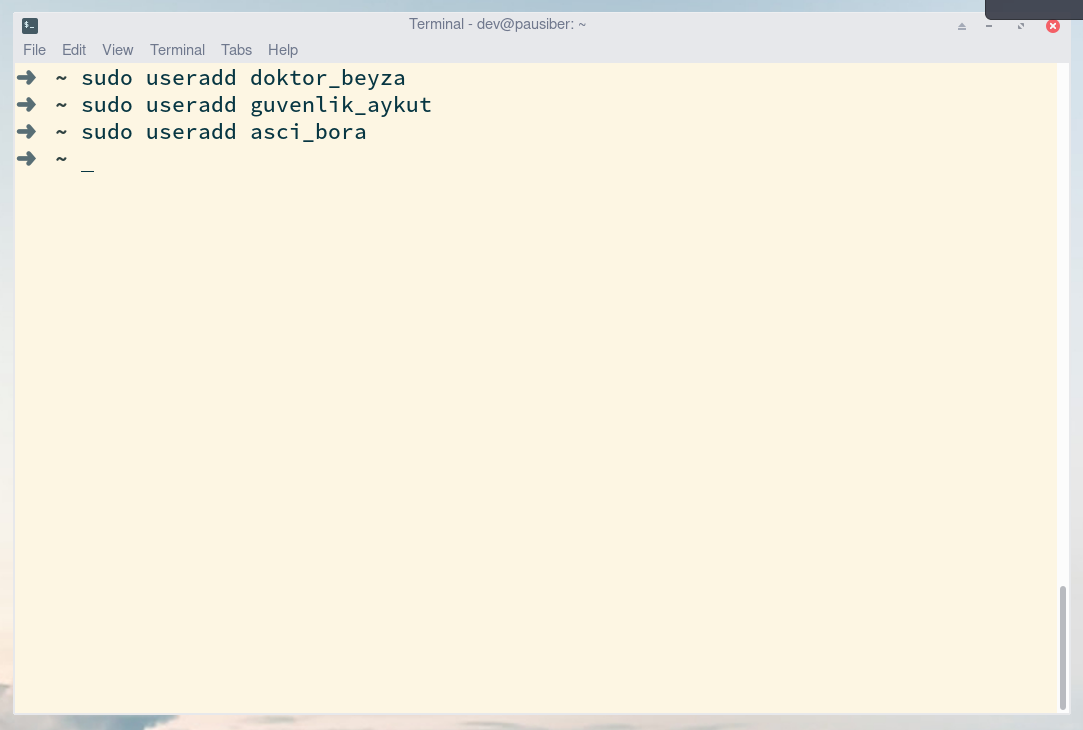 $_
Terminal - dev@pausiber: ~
File Edit View Terminal Tabs Help
➜ ~ sudo useradd doktor_beyza
➜ ~ sudo useradd guvenlik_aykut
➜ ~ sudo useradd asci_bora
➜ ~ _